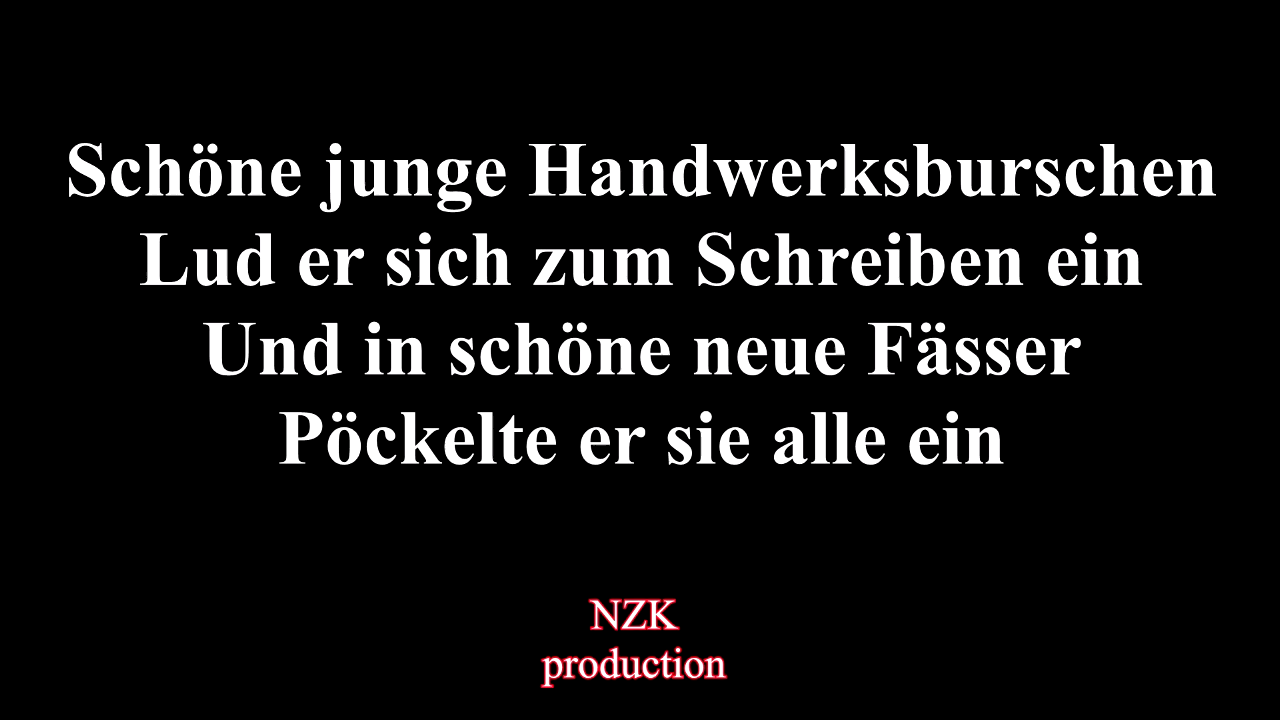 Schöne junge Handwerksburschen
Lud er sich zum Schreiben ein
Und in schöne neue Fässer
Pöckelte er sie alle ein
NZK
production